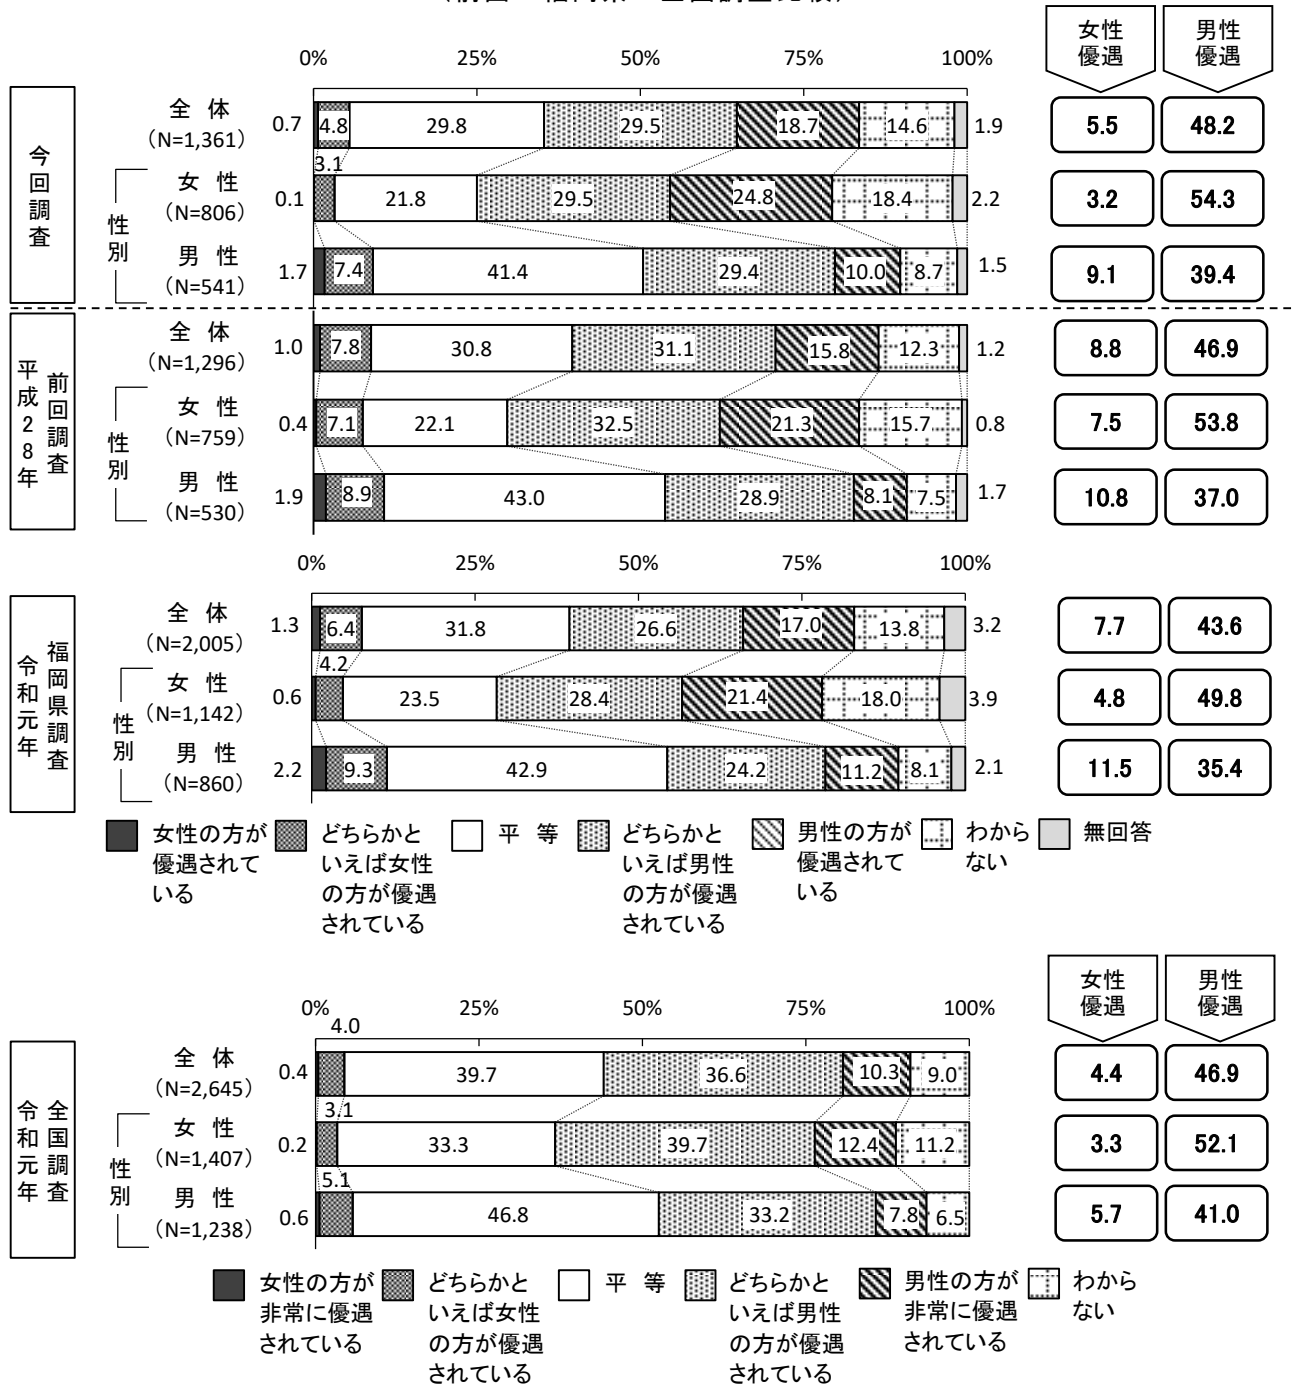 女性
優遇
男性
優遇
0%
25%
50%
75%
100%
今回調査
全 体
(N=1,361)
0.7
4.8
29.8
29.5
18.7
14.6
1.9
5.5
48.2
性別
女 性
(N=806)
0.1
3.1
21.8
29.5
24.8
18.4
2.2
3.2
54.3
男 性
(N=541)
1.7
7.4
41.4
29.4
10.0
8.7
1.5
9.1
39.4
前回調査
平成28年
全 体
(N=1,296)
1.0
7.8
30.8
31.1
15.8
12.3
1.2
8.8
46.9
性別
女 性
(N=759)
0.4
7.1
22.1
32.5
21.3
15.7
0.8
7.5
53.8
男 性
(N=530)
1.9
8.9
43.0
28.9
8.1
7.5
1.7
10.8
37.0
0%
25%
50%
75%
100%
福岡県調査
令和元年
全 体
(N=2,005)
1.3
6.4
31.8
26.6
17.0
13.8
3.2
7.7
43.6
性別
女 性
(N=1,142)
0.6
4.2
23.5
28.4
21.4
18.0
3.9
4.8
49.8
男 性
(N=860)
2.2
9.3
42.9
24.2
11.2
8.1
2.1
11.5
35.4
女性の方が
優遇されて
いる
どちらかと
いえば女性
の方が優遇
されている
平 等
どちらかと
いえば男性
の方が優遇
されている
男性の方が
優遇されて
いる
わから
ない
無回答
女性
優遇
男性
優遇
0%
25%
50%
75%
100%
全国調査
令和元年
全 体
(N=2,645)
0.4
4.0
39.7
36.6
10.3
9.0
4.4
46.9
性別
女 性
(N=1,407)
0.2
3.1
33.3
39.7
12.4
11.2
3.3
52.1
男 性
(N=1,238)
0.6
5.1
46.8
33.2
7.8
6.5
5.7
41.0
女性の方が
非常に優遇
されている
どちらかと
いえば女性
の方が優遇
されている
平 等
どちらかと
いえば男性
の方が優遇
されている
男性の方が
非常に優遇
されている
わから
ない